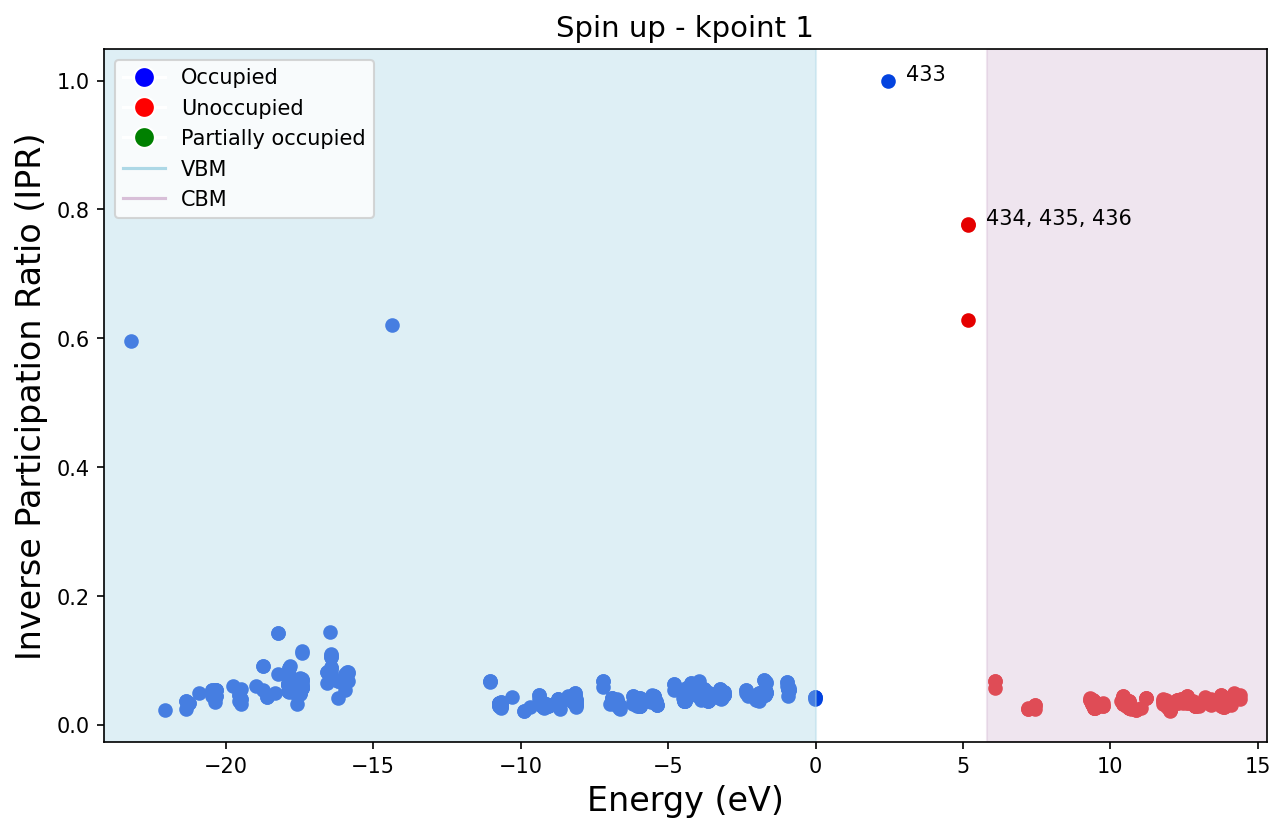 Spin up - kpoint 1
Occupied
Unoccupied
Partially occupied
VBM
CBM
433
434, 435, 436
1.0
0.8
0.6
0.4
0.2
0.0
Inverse Participation Ratio (IPR)
−20
−15
−10
−5
0
5
10
15
Energy (eV)